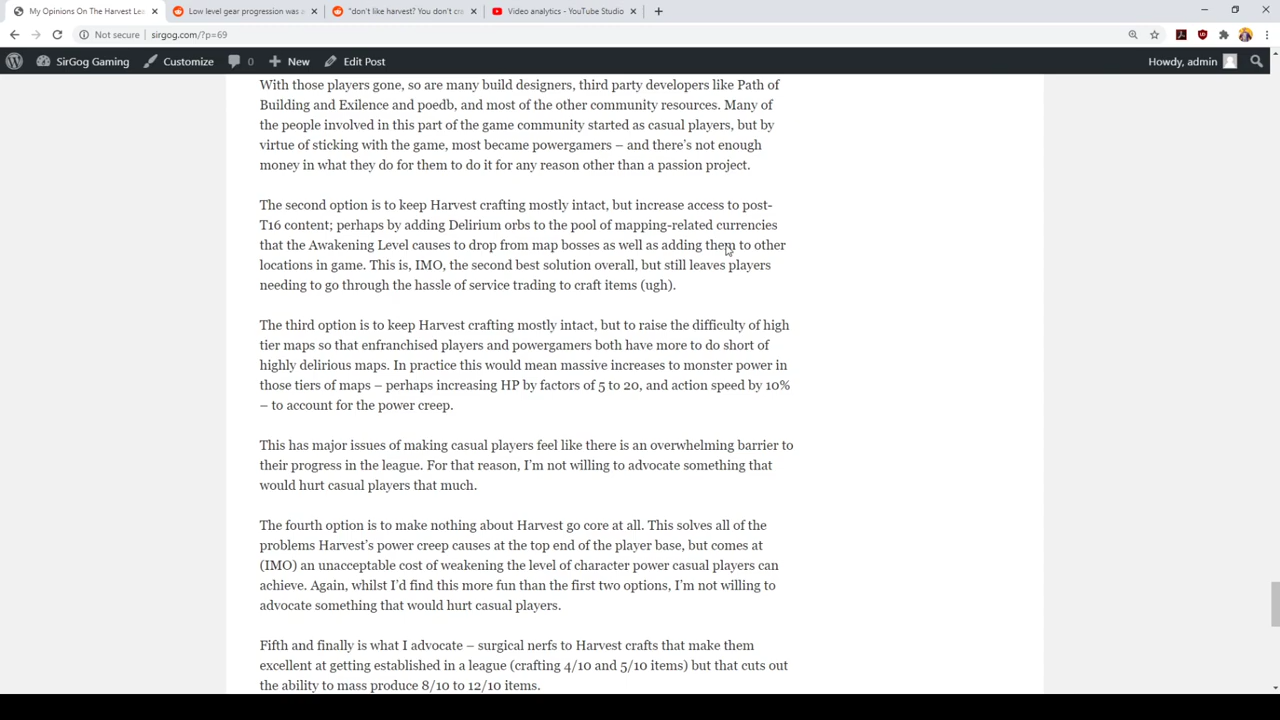 My Opinions On The Harvest Lea
Low level gear progression was a
"don't like harvest? You don't cra
Video analytics - YouTube Studio
Not secure | sirgog.com/?p=69
SirGog Gaming Customize 0 New Edit Post Howdy, admin
With those players gone, so are many build designers, third party developers like Path of
Building and Exilence and poedb, and most of the other community resources. Many of
the people involved in this part of the game community started as casual players, but by
virtue of sticking with the game, most became powergamers – and there's not enough
money in what they do for them to do it for any reason other than a passion project.
The second option is to keep Harvest crafting mostly intact, but increase access to post-
T16 content; perhaps by adding Delirium orbs to the pool of mapping-related currencies
that the Awakening Level causes to drop from map bosses as well as adding them to other
locations in game. This is, IMO, the second best solution overall, but still leaves players
needing to go through the hassle of service trading to craft items (ugh).
The third option is to keep Harvest crafting mostly intact, but to raise the difficulty of high
tier maps so that enfranchised players and powergamers both have more to do short of
highly delirious maps. In practice this would mean massive increases to monster power in
those tiers of maps – perhaps increasing HP by factors of 5 to 20, and action speed by 10%
– to account for the power creep.
This has major issues of making casual players feel like there is an overwhelming barrier to
their progress in the league. For that reason, I'm not willing to advocate something that
would hurt casual players that much.
The fourth option is to make nothing about Harvest go core at all. This solves all of the
problems Harvest's power creep causes at the top end of the player base, but comes at
(IMO) an unacceptable cost of weakening the level of character power casual players can
achieve. Again, whilst I'd find this more fun than the first two options, I'm not willing to
advocate something that would hurt casual players.
Fifth and finally is what I advocate – surgical nerfs to Harvest crafts that make them
excellent at getting established in a league (crafting 4/10 and 5/10 items) but that cuts out
the ability to mass produce 8/10 to 12/10 items.